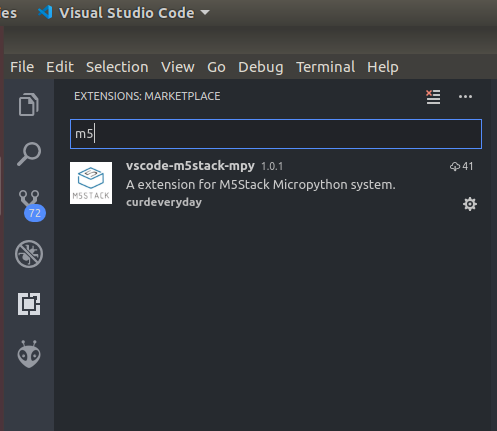 ies Visual Studio Code
File Edit Selection View Go Debug Terminal Help
EXTENSIONS: MARKETPLACE
m5
vscode-m5stack-mpy 1.0.1 41
A extension for M5Stack Micropython system.
curdeveryday
M5STACK
72